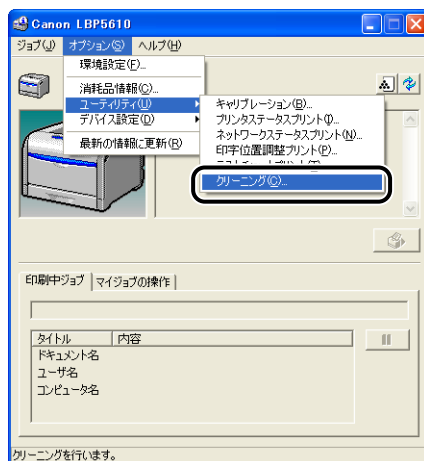 Canon LBP5610
ジョブ(J) オプション(S) ヘルプ(H)
環境設定(F)...
消耗品情報(C)...
ユーティリティ(U)
デバイス設定(D)
最新の情報に更新(R)
キャリブレーション(B)...
プリンタステータスプリント(I)...
ネットワークステータスプリント(N)...
印字位置調整プリント(P)...
クリーニング(O)...
印刷中ジョブ マイジョブの操作
タイトル 内容
ドキュメント名
ユーザ名
コンピュータ名
クリーニングを行います。